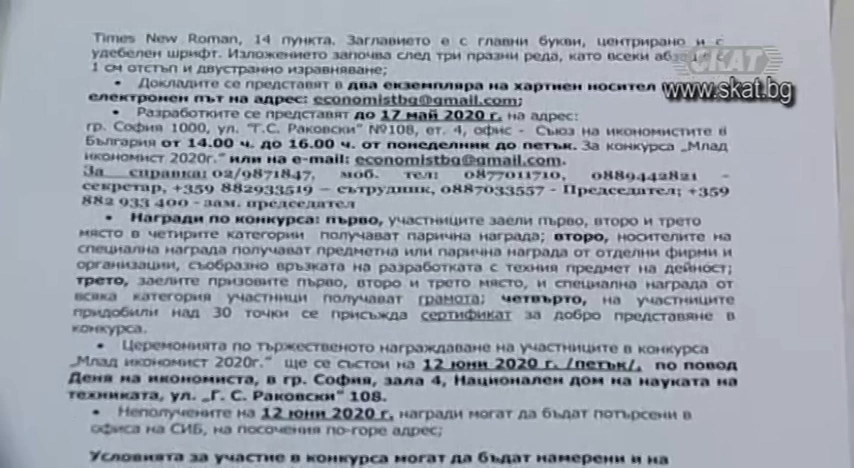 Times New Roman, 14 пункта. Заглавието е с главни букви, центрирано и с
удебелен шрифт. Изложението започва след три празни реда, като всеки
1 см отстъп и двустранно изравняване;
SKAT
www.skat.bg
• Докладите се представят в два екземпляра на хартиен носител
електронен път на адрес: economistbg@gmail.com;
• Разработките се представят до 17 май 2020 г. на адрес:
гр. София 1000, ул. "Г.С. Раковски" №108, ет. 4, офис - Съюз на икономистите в
България от 14.00 ч. до 16.00 ч. от понеделник до петък. За конкурса „Млад
икономист 2020г.“ или на e-mail: economistbg@gmail.com.
За справка: 02/9871847, моб. тел: 0877011710, 0889442821 -
секретар, +359 882933519 – сътрудник, 0887033557 - Председател; +359
882 933 400 - зам. председател
• Награди по конкурса: първо, участниците заели първо, второ и трето
място в четирите категории получават парична награда; второ, носителите на
специална награда получават предметна или парична награда от отделни фирми и
организации, съобразно връзката на разработката с техния предмет на дейност;
трето, заелите призовите първо, второ и трето място, и специална награда от
всяка категория участници получават грамота; четвърто, на участниците
придобили над 30 точки се присъжда сертификат за добро представяне в
конкурса.
• Церемонията по тържественото награждаване на участниците в конкурса
„Млад икономист 2020г.“ ще се състои на 12 юни 2020 г. /петък/, по повод
Деня на икономиста, в гр. София, зала 4, Национален дом на науката на
техниката, ул. „Г. С. Раковски" 108.
• Неполучените на 12 юни 2020 г. награди могат да бъдат потърсени в
офиса на СИБ, на посочения по-горе адрес;
Условията за участие в конкурса могат да бъдат намерени и на